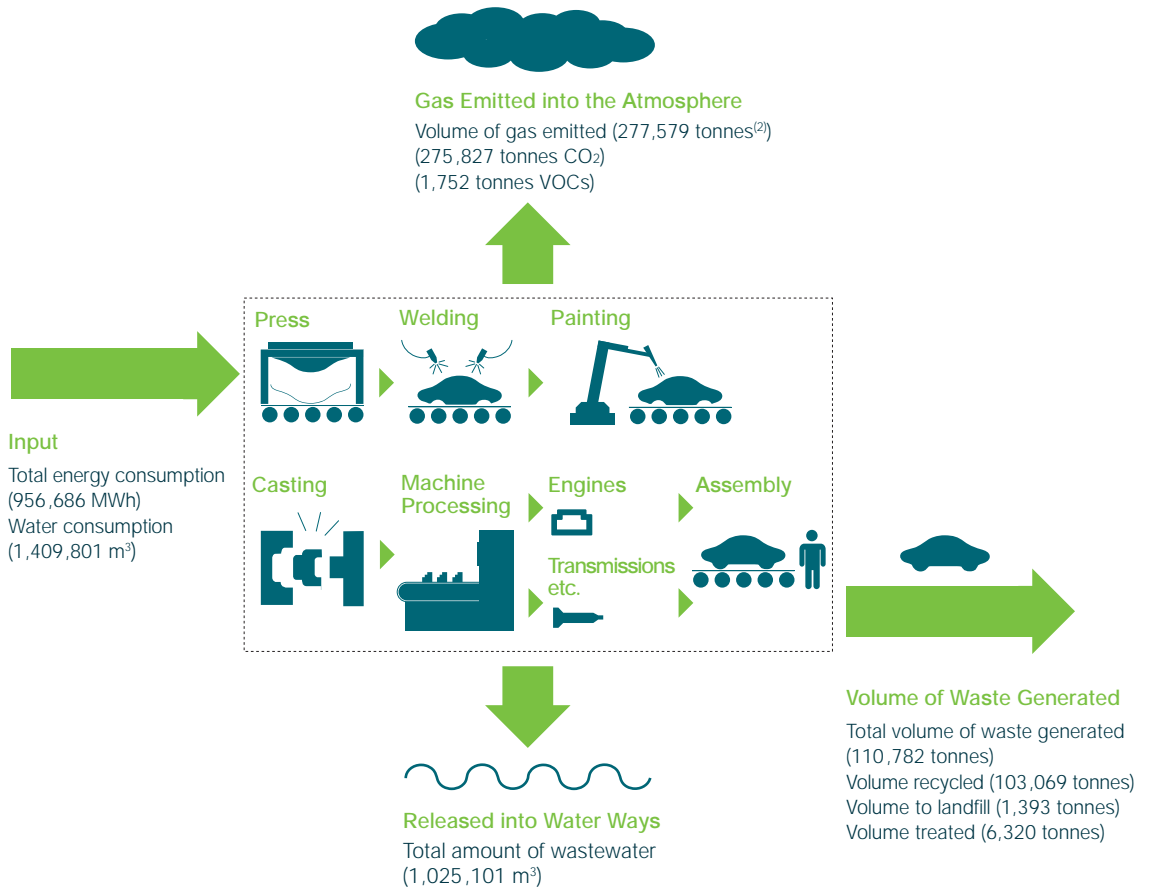 Gas Emitted into the Atmosphere
Volume of gas emitted (277,579 tonnes(2))
(275,827 tonnes CO2)
(1,752 tonnes VOCs)
Press
Welding
Painting
Input
Total energy consumption
(956,686 MWh)
Water consumption
(1,409,801 m3)
Casting
Machine
Processing
Engines
Transmissions
etc.
Assembly
Volume of Waste Generated
Total volume of waste generated
(110,782 tonnes)
Volume recycled (103,069 tonnes)
Volume to landfill (1,393 tonnes)
Volume treated (6,320 tonnes)
Released into Water Ways
Total amount of wastewater
(1,025,101 m3)